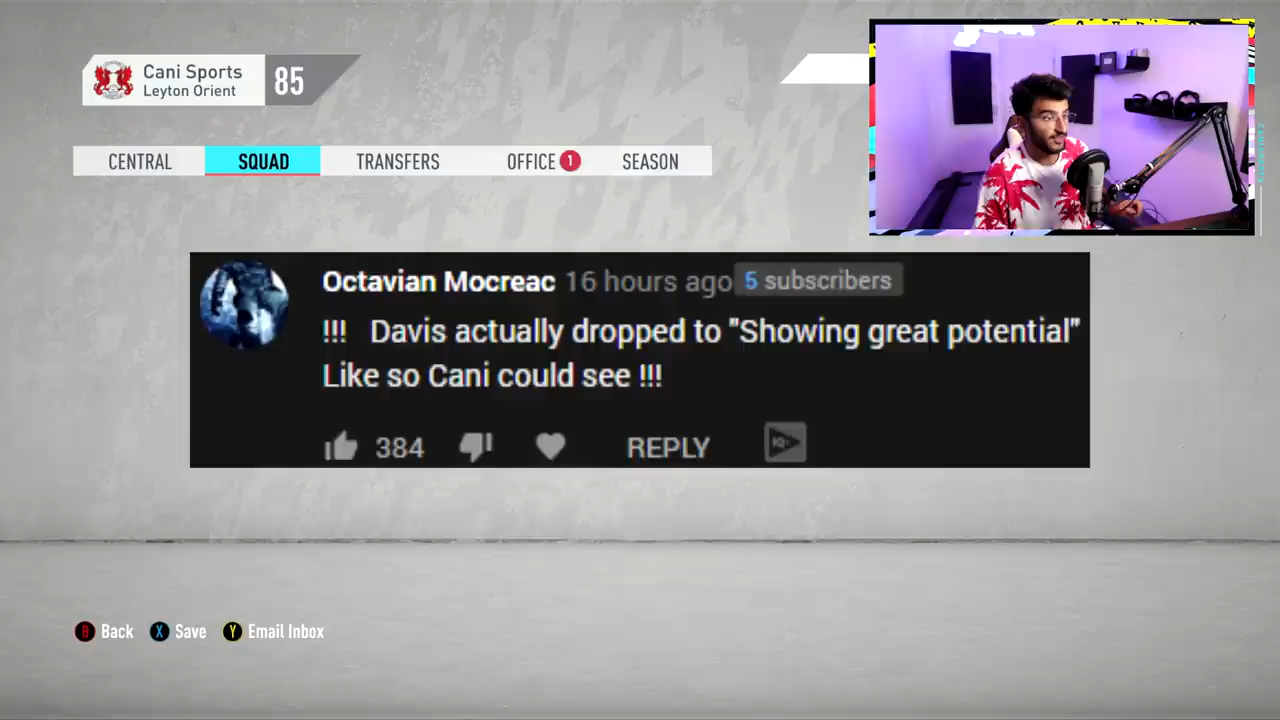 Cani Sports
Leyton Orient
85
CENTRAL
SQUAD
TRANSFERS
OFFICE 1
SEASON
Octavian Mocreac 16 hours ago 5 subscribers
!!! Davis actually dropped to "Showing great potential"
Like so Cani could see !!!
384
REPLY
IQ
B Back
X Save
Y Email Inbox